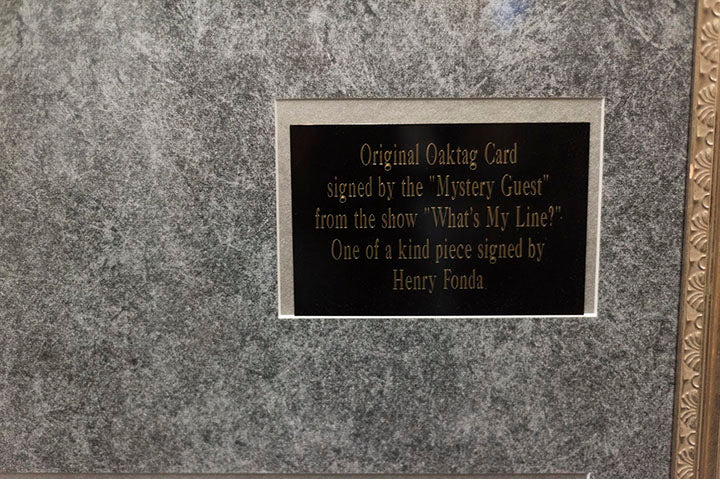 Original Oaktag Card
signed by the "Mystery Guest"
from the show "What's My Line?".
One of a kind piece signed by
Henry Fonda